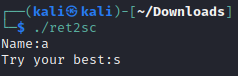 ┌──(kali㉿kali)-[~/Downloads]
└─$ ./ret2sc
Name:a
Try your best:s